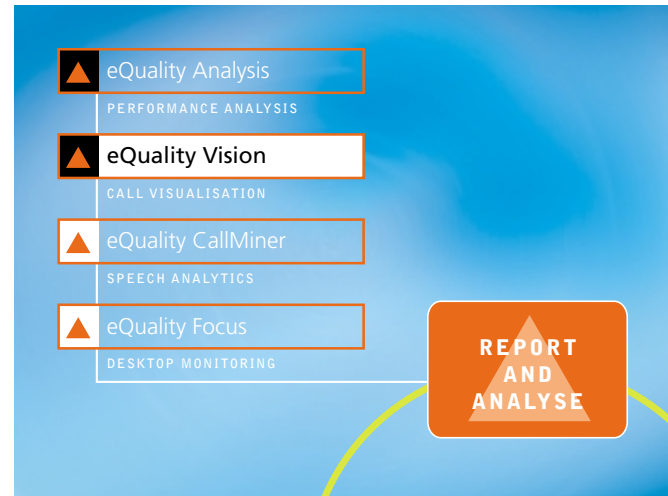 eQuality Analysis
PERFORMANCE ANALYSIS
eQuality Vision
CALL VISUALISATION
eQuality CallMiner
SPEECH ANALYTICS
eQuality Focus
DESKTOP MONITORING
REPORT
AND
ANALYSE